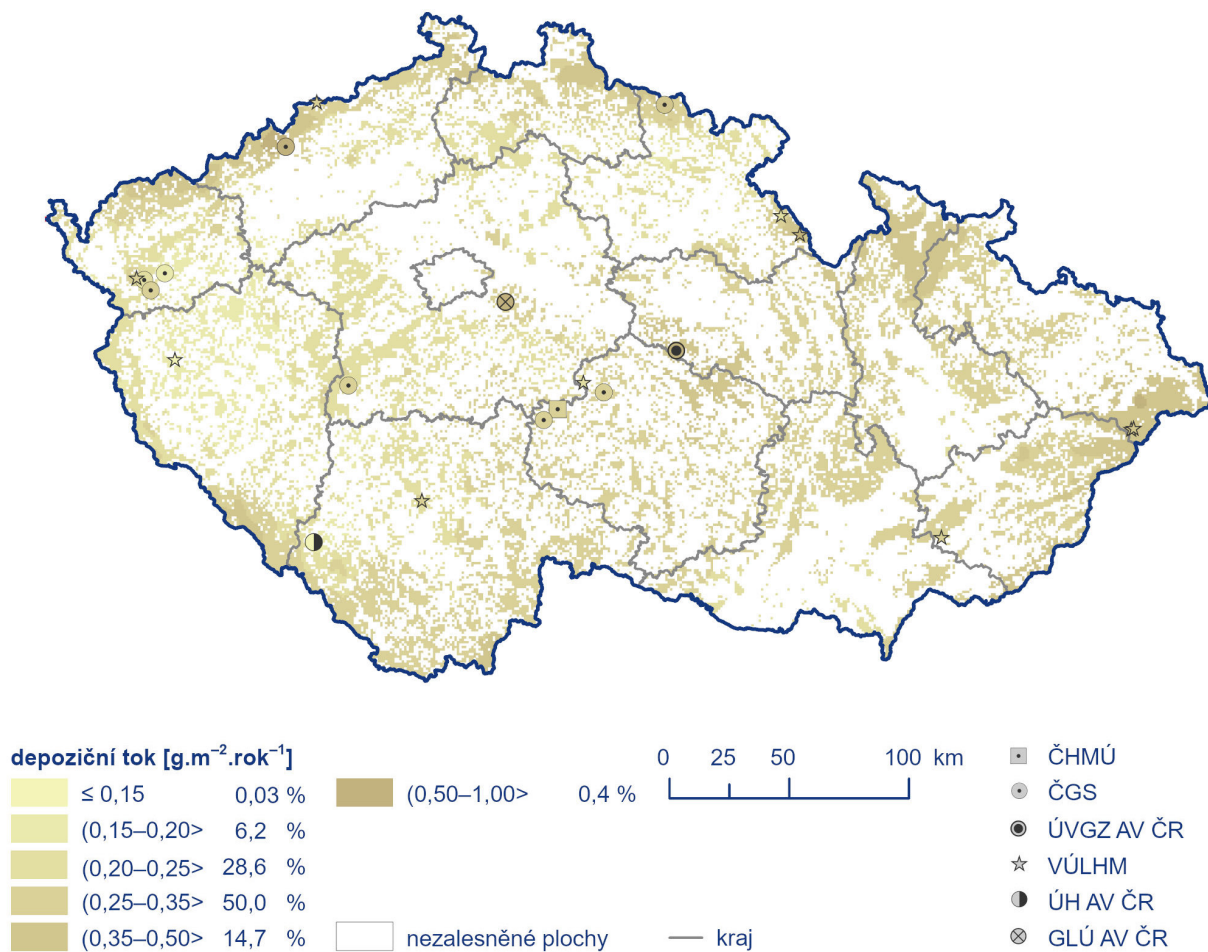 depoziční tok [g.m⁻².rok⁻¹]
≤ 0,15 0,03 %
(0,15–0,20> 6,2 %
(0,20–0,25> 28,6 %
(0,25–0,35> 50,0 %
(0,35–0,50> 14,7 %
(0,50–1,00> 0,4 %
nezalesněné plochy
0 25 50 100 km
kraj
ČHMÚ
ČGS
ÚVGZ AV ČR
VÚLHM
ÚH AV ČR
GLÚ AV ČR